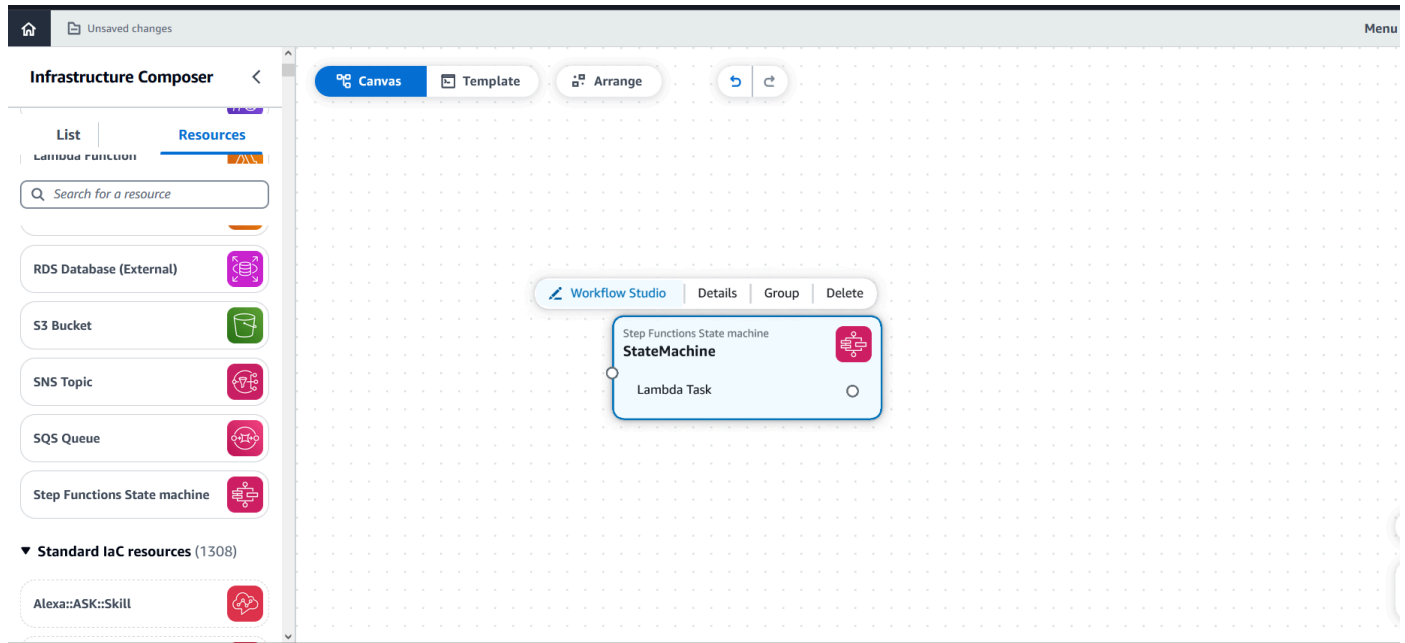 Unsaved changes
Menu
Infrastructure Composer
Canvas
Template
Arrange
List
Resources
Lambda Function
Search for a resource
RDS Database (External)
S3 Bucket
SNS Topic
SQS Queue
Step Functions State machine
Standard IaC resources (1308)
Alexa::ASK::Skill
Workflow Studio
Details
Group
Delete
Step Functions State machine
StateMachine
Lambda Task